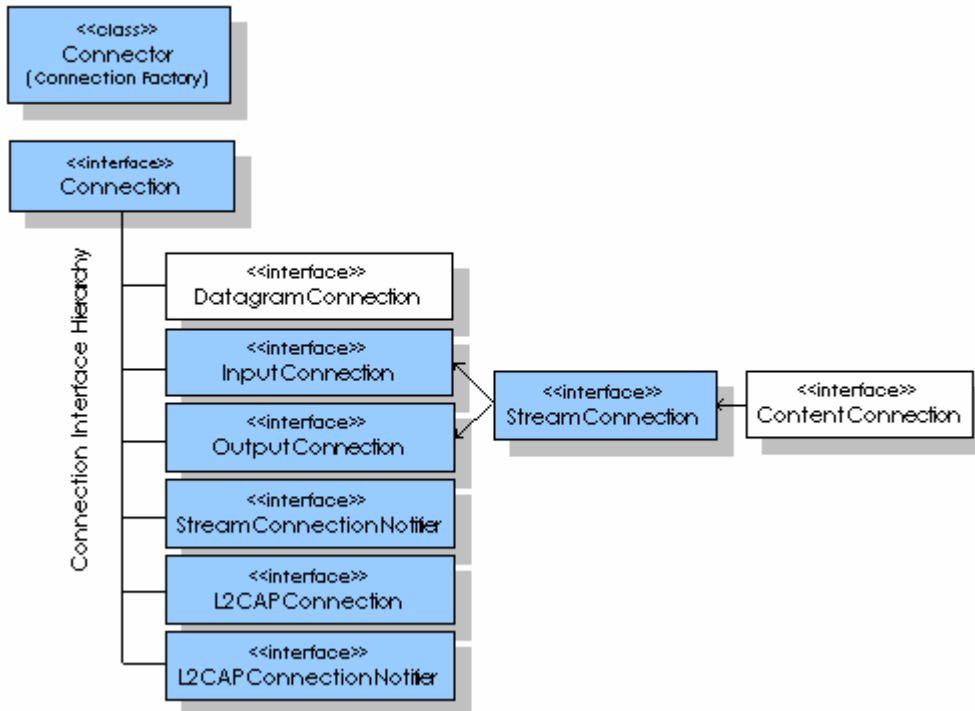 <<class>>
Connector
(Connection Factory)
<<interface>>
Connection
Connection Interface Hierarchy
<<interface>>
DatagramConnection
<<interface>>
InputConnection
<<interface>>
OutputConnection
<<interface>>
StreamConnectionNotifier
<<interface>>
L2CAPConnection
<<interface>>
L2CAPConnectionNotifier
<<interface>>
StreamConnection
<<interface>>
ContentConnection